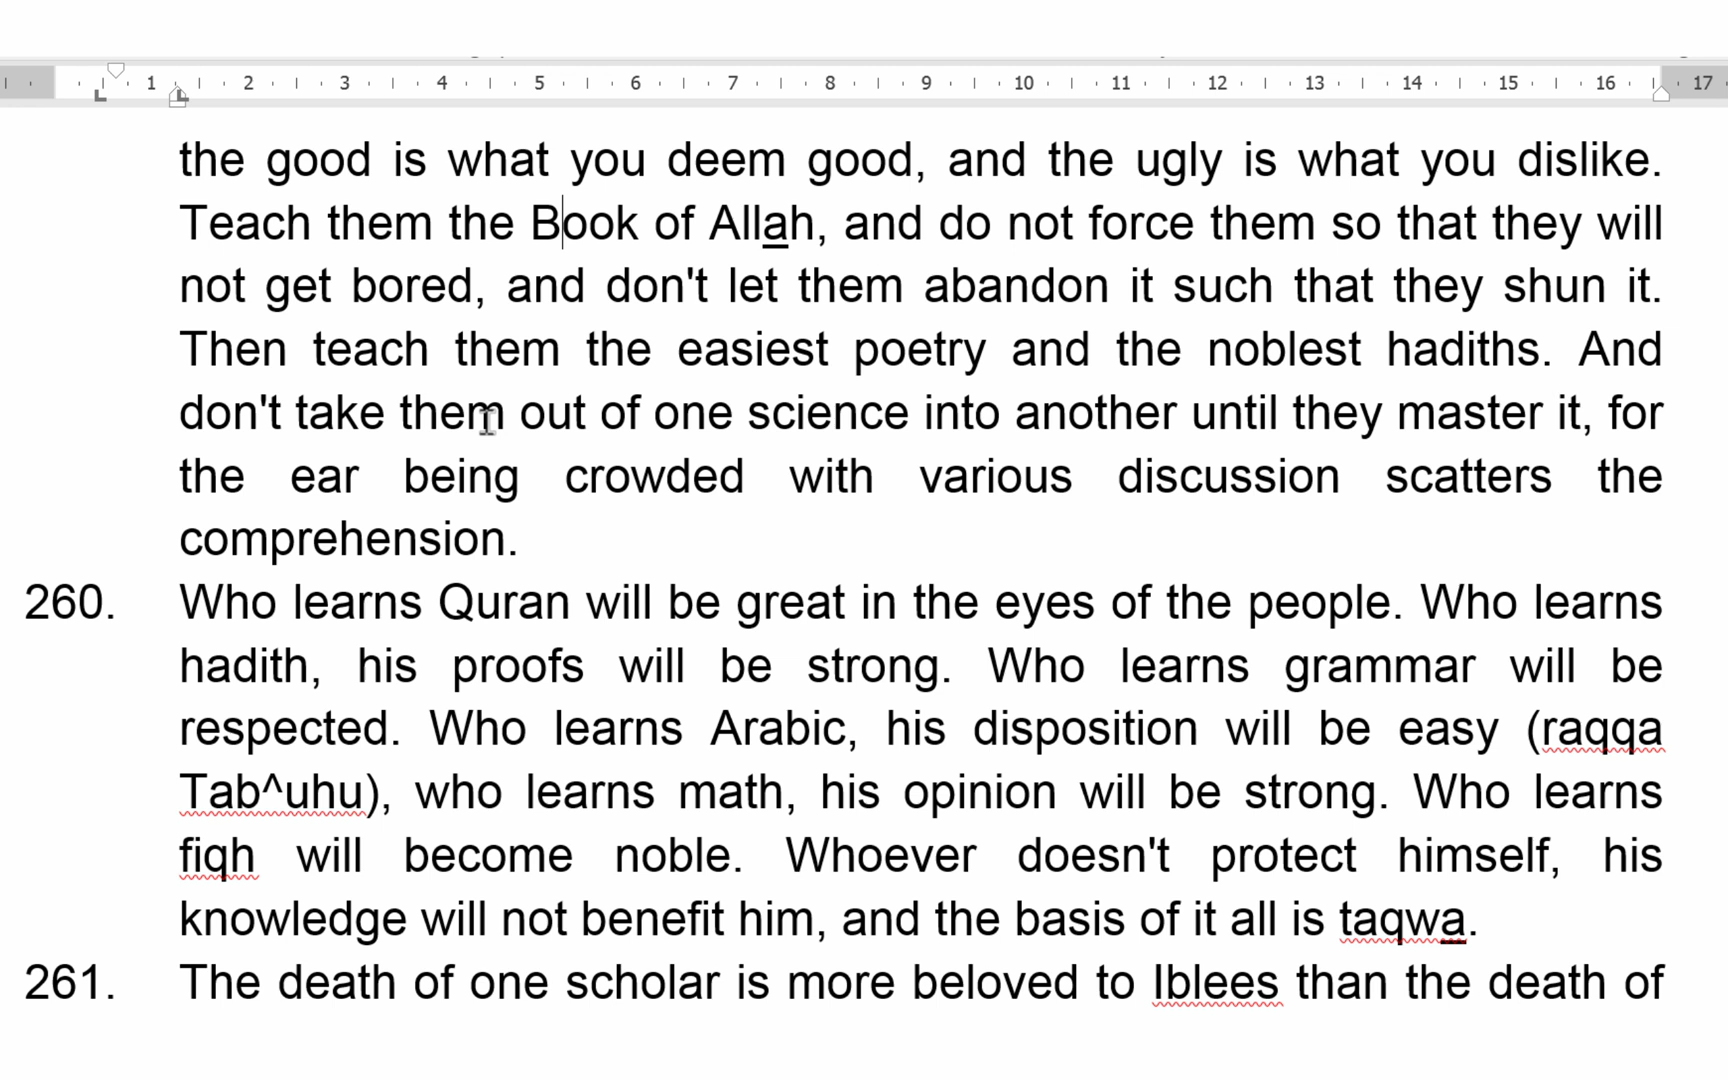 1 2 3 4 5 6 7 8 9 10 11 12 13 14 15 16 17
the good is what you deem good, and the ugly is what you dislike.
Teach them the Book of Allah, and do not force them so that they will
not get bored, and don't let them abandon it such that they shun it.
Then teach them the easiest poetry and the noblest hadiths. And
don't take them out of one science into another until they master it, for
the ear being crowded with various discussion scatters the
comprehension.
260. Who learns Quran will be great in the eyes of the people. Who learns
hadith, his proofs will be strong. Who learns grammar will be
respected. Who learns Arabic, his disposition will be easy (raqqa
Tab^uhu), who learns math, his opinion will be strong. Who learns
fiqh will become noble. Whoever doesn't protect himself, his
knowledge will not benefit him, and the basis of it all is taqwa.
261. The death of one scholar is more beloved to Iblees than the death of